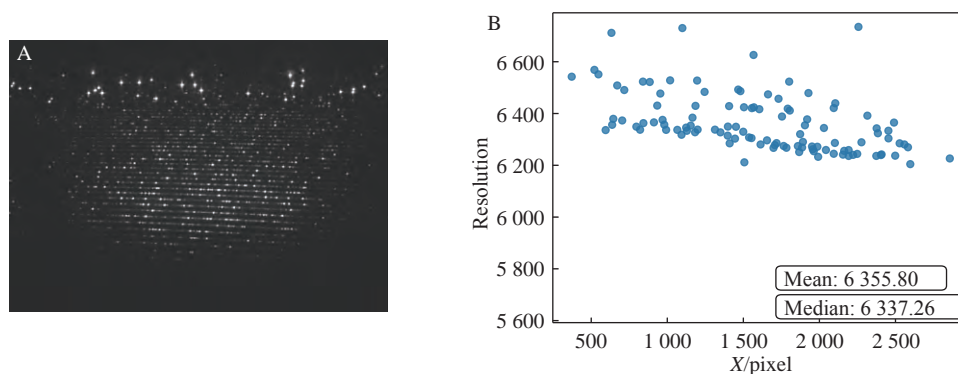 A
B
Resolution
6 600
6 400
6 200
6 000
5 800
5 600
Mean: 6 355.80
Median: 6 337.26
500
1 000
1 500
2 000
2 500
X/pixel